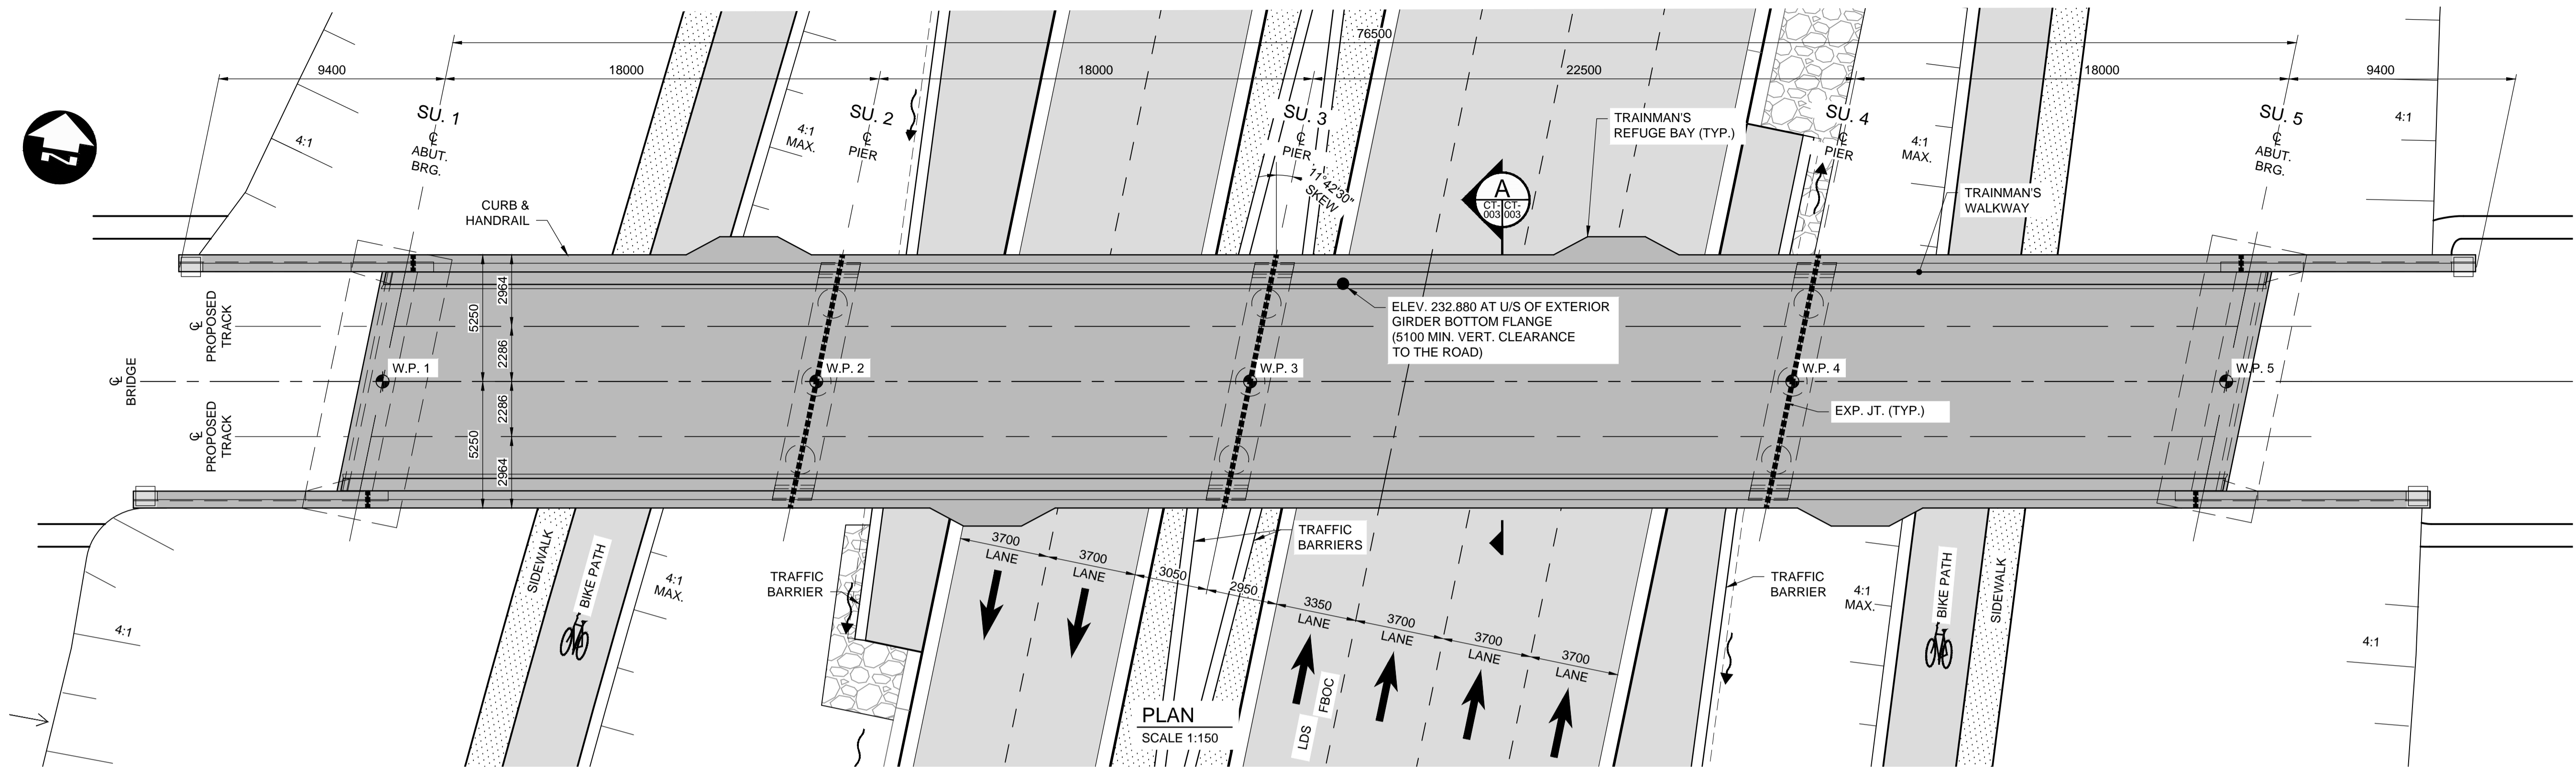 76500
9400
18000
18000
22500
18000
9400
SU. 1
℄
ABUT.
BRG.
SU. 2
℄
PIER
SU. 3
℄
PIER
11°42'30"
SKEW
SU. 4
℄
PIER
SU. 5
℄
ABUT.
BRG.
4:1
4:1
MAX.
4:1
MAX.
4:1
N
TRAINMAN'S
REFUGE BAY (TYP.)
A
CT-
003
CT-
003
TRAINMAN'S
WALKWAY
CURB &
HANDRAIL
ELEV. 232.880 AT U/S OF EXTERIOR
GIRDER BOTTOM FLANGE
(5100 MIN. VERT. CLEARANCE
TO THE ROAD)
℄
PROPOSED
TRACK
℄
BRIDGE
℄
PROPOSED
TRACK
5250
5250
2964
2286
2286
2964
W.P. 1
W.P. 2
W.P. 3
W.P. 4
W.P. 5
EXP. JT. (TYP.)
4:1
SIDEWALK
BIKE PATH
4:1
MAX.
TRAFFIC
BARRIER
3700
LANE
3700
LANE
3050
2950
3350
LANE
3700
LANE
3700
LANE
3700
LANE
TRAFFIC
BARRIERS
LDS
FBOC
TRAFFIC
BARRIER
4:1
MAX.
BIKE PATH
SIDEWALK
4:1
PLAN
SCALE 1:150